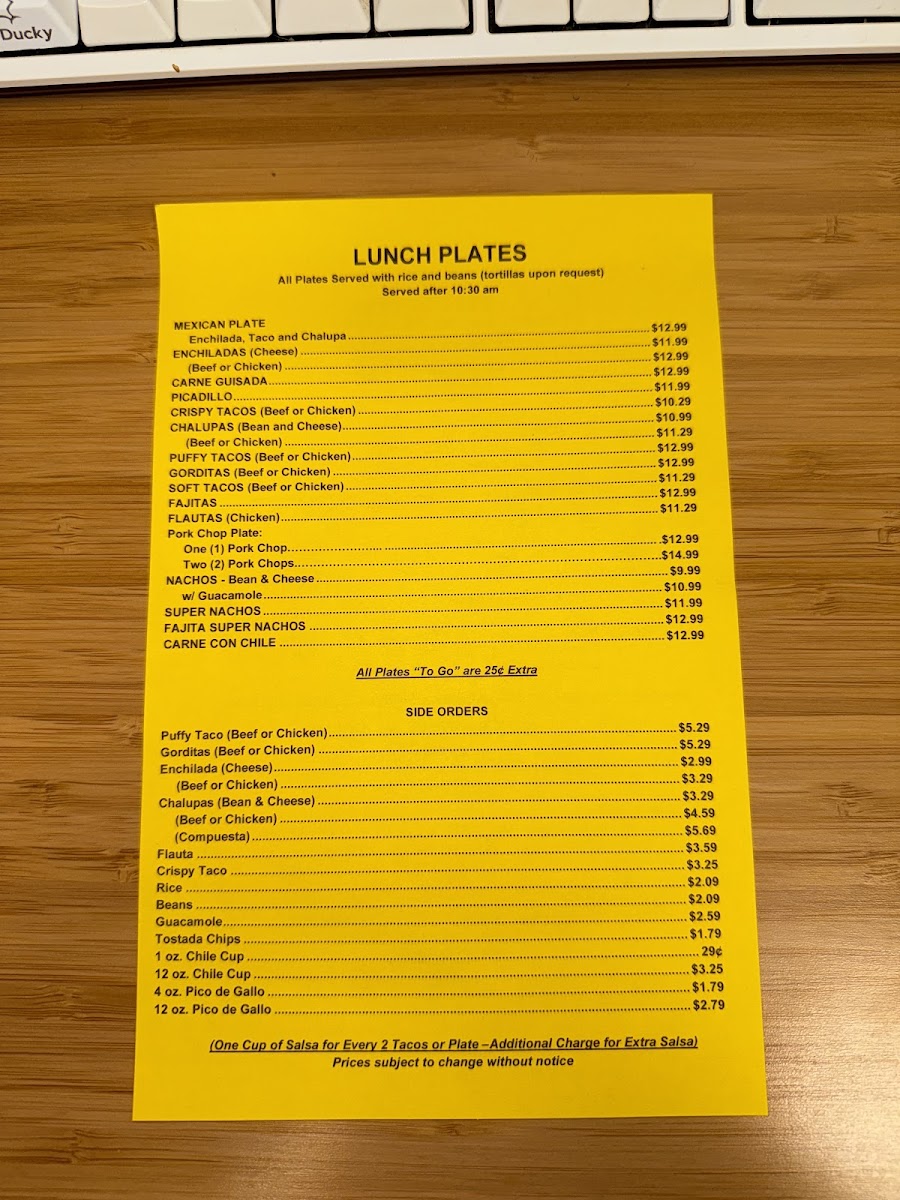 Ducky
LUNCH PLATES
All Plates Served with rice and beans (tortillas upon request)
Served after 10:30 am
MEXICAN PLATE
Enchilada, Taco and Chalupa $12.99
ENCHILADAS (Cheese) $11.99
(Beef or Chicken) $12.99
CARNE GUISADA $12.99
PICADILLO $11.99
CRISPY TACOS (Beef or Chicken) $10.29
CHALUPAS (Bean and Cheese) $10.99
(Beef or Chicken) $11.29
PUFFY TACOS (Beef or Chicken) $12.99
GORDITAS (Beef or Chicken) $12.99
SOFT TACOS (Beef or Chicken) $11.29
FAJITAS $12.99
FLAUTAS (Chicken) $11.29
Pork Chop Plate:
One (1) Pork Chop $12.99
Two (2) Pork Chops $14.99
NACHOS - Bean & Cheese $9.99
w/ Guacamole $10.99
SUPER NACHOS $11.99
FAJITA SUPER NACHOS $12.99
CARNE CON CHILE $12.99
All Plates “To Go” are 25¢ Extra
SIDE ORDERS
Puffy Taco (Beef or Chicken) $5.29
Gorditas (Beef or Chicken) $5.29
Enchilada (Cheese) $2.99
(Beef or Chicken) $3.29
Chalupas (Bean & Cheese) $3.29
(Beef or Chicken) $4.59
(Compuesta) $5.69
Flauta $3.59
Crispy Taco $3.25
Rice $2.09
Beans $2.09
Guacamole $2.59
Tostada Chips $1.79
1 oz. Chile Cup 29¢
12 oz. Chile Cup $3.25
4 oz. Pico de Gallo $1.79
12 oz. Pico de Gallo $2.79
(One Cup of Salsa for Every 2 Tacos or Plate –Additional Charge for Extra Salsa)
Prices subject to change without notice